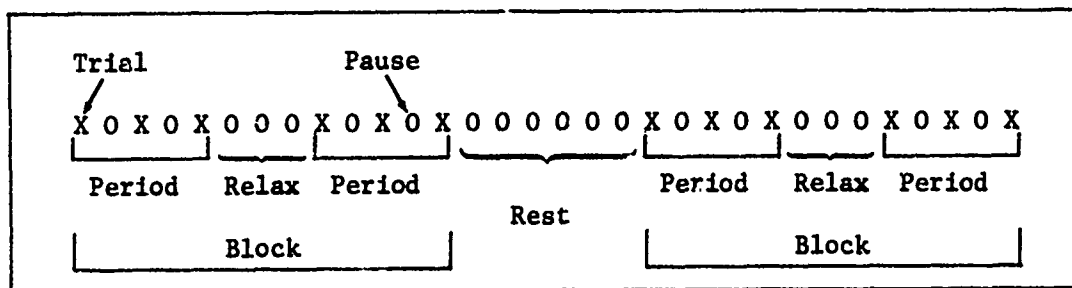 Trial Pause
X O X O X O O O X O X O X O O O O O O X O X O X O O O X O X O X
Period Relax Period Period Relax Period
Rest
Block Block